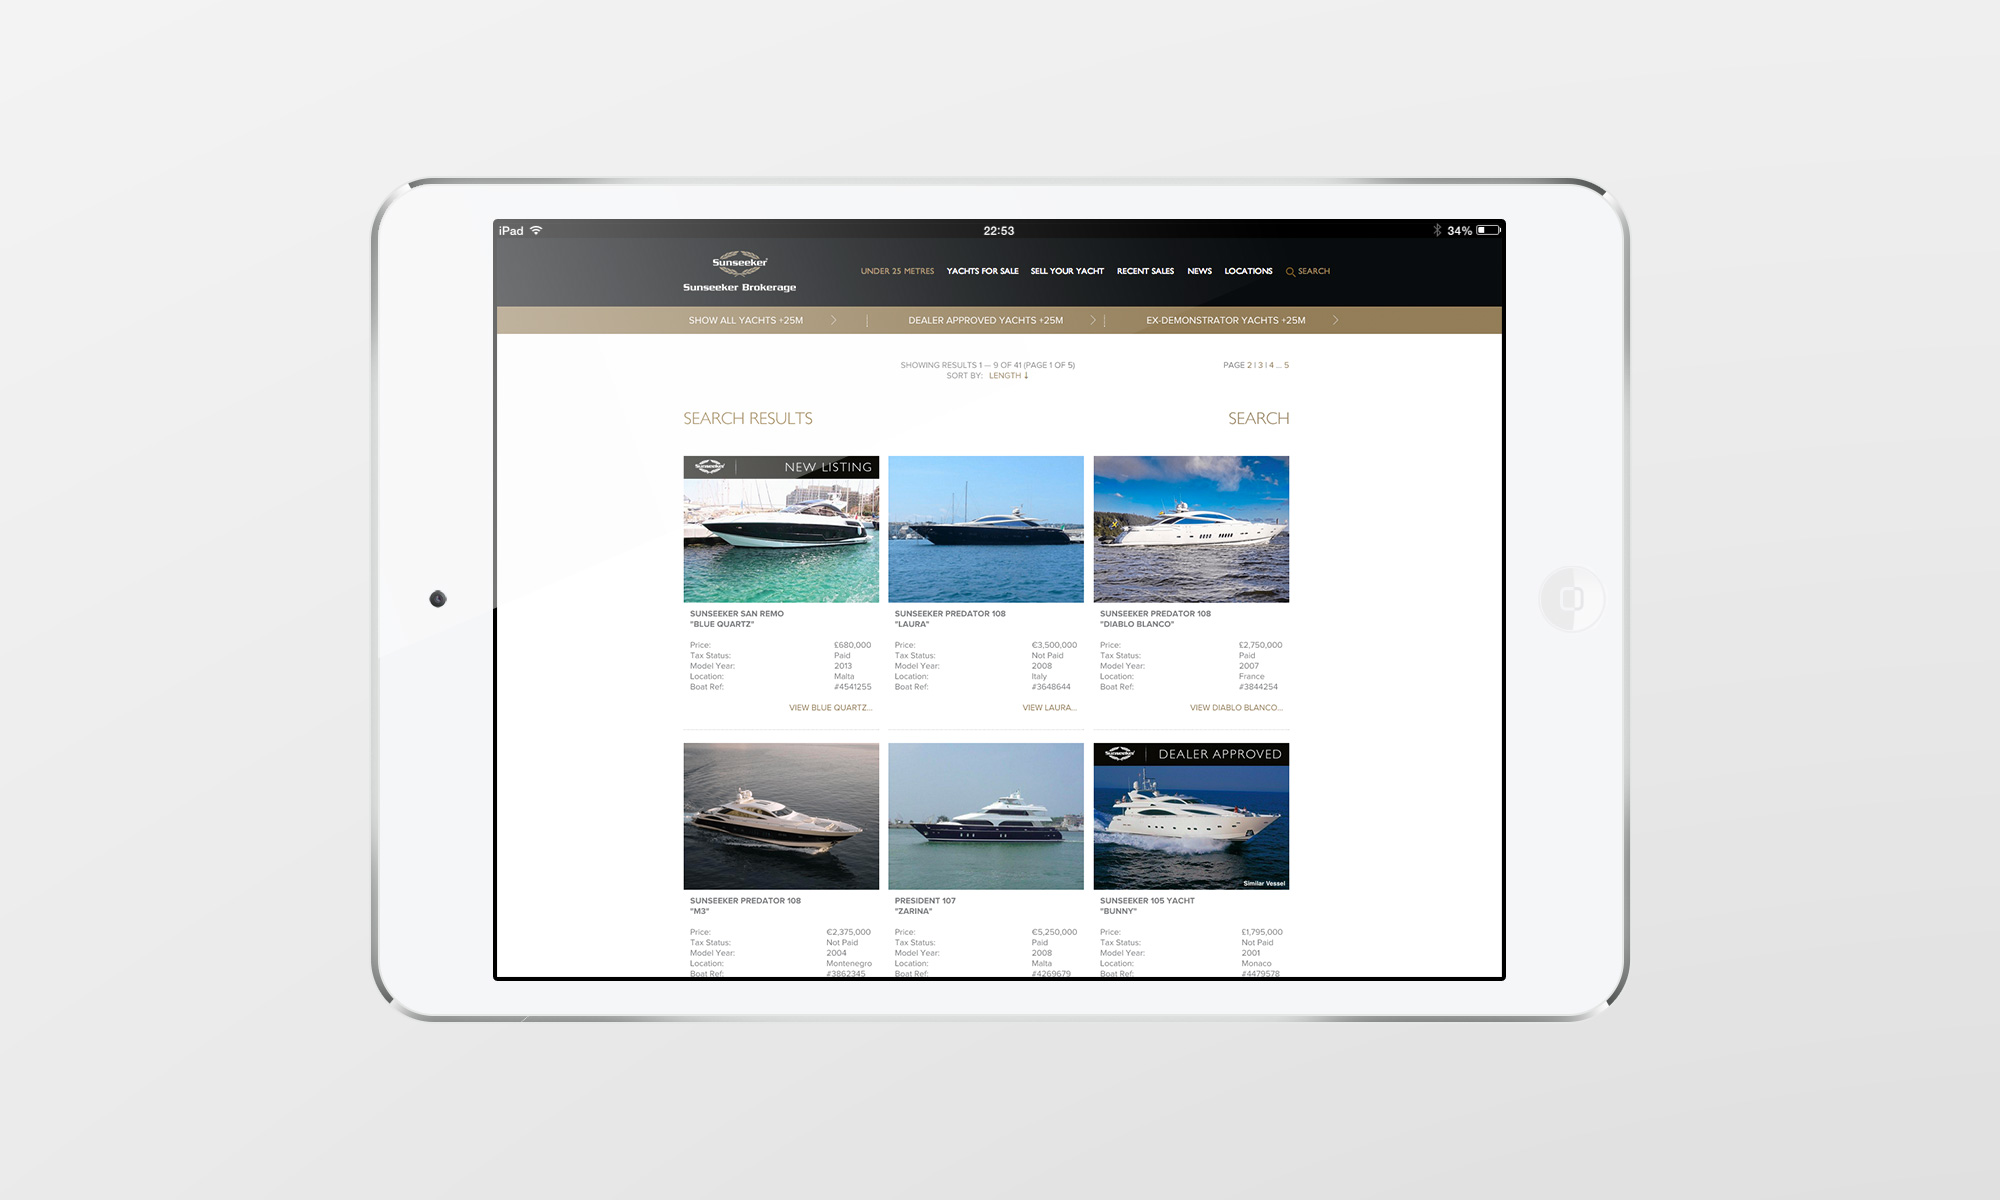 iPad 22:53 34%
Sunseeker
Sunseeker Brokerage
UNDER 25 METRES YACHTS FOR SALE SELL YOUR YACHT RECENT SALES NEWS LOCATIONS SEARCH
SHOW ALL YACHTS +25M DEALER APPROVED YACHTS +25M EX-DEMONSTRATOR YACHTS +25M
SHOWING RESULTS 1 — 9 OF 41 (PAGE 1 OF 5) PAGE 2 | 3 | 4 ... 5
SORT BY: LENGTH ↓
SEARCH RESULTS SEARCH
Sunseeker | NEW LISTING
SUNSEEKER SAN REMO
"BLUE QUARTZ"
Price: £680,000
Tax Status: Paid
Model Year: 2013
Location: Malta
Boat Ref: #4541255
VIEW BLUE QUARTZ...
SUNSEEKER PREDATOR 108
"LAURA"
Price: €3,500,000
Tax Status: Not Paid
Model Year: 2008
Location: Italy
Boat Ref: #3648644
VIEW LAURA...
SUNSEEKER PREDATOR 108
"DIABLO BLANCO"
Price: £2,750,000
Tax Status: Paid
Model Year: 2007
Location: France
Boat Ref: #3844254
VIEW DIABLO BLANCO...
SUNSEEKER PREDATOR 108
"M3"
Price: €2,375,000
Tax Status: Not Paid
Model Year: 2004
Location: Montenegro
Boat Ref: #3862345
PRESIDENT 107
"ZARINA"
Price: €5,250,000
Tax Status: Paid
Model Year: 2008
Location: Malta
Boat Ref: #4269679
Sunseeker | DEALER APPROVED
Similar Vessel
SUNSEEKER 105 YACHT
"BUNNY"
Price: £1,795,000
Tax Status: Not Paid
Model Year: 2001
Location: Monaco
Boat Ref: #4479578